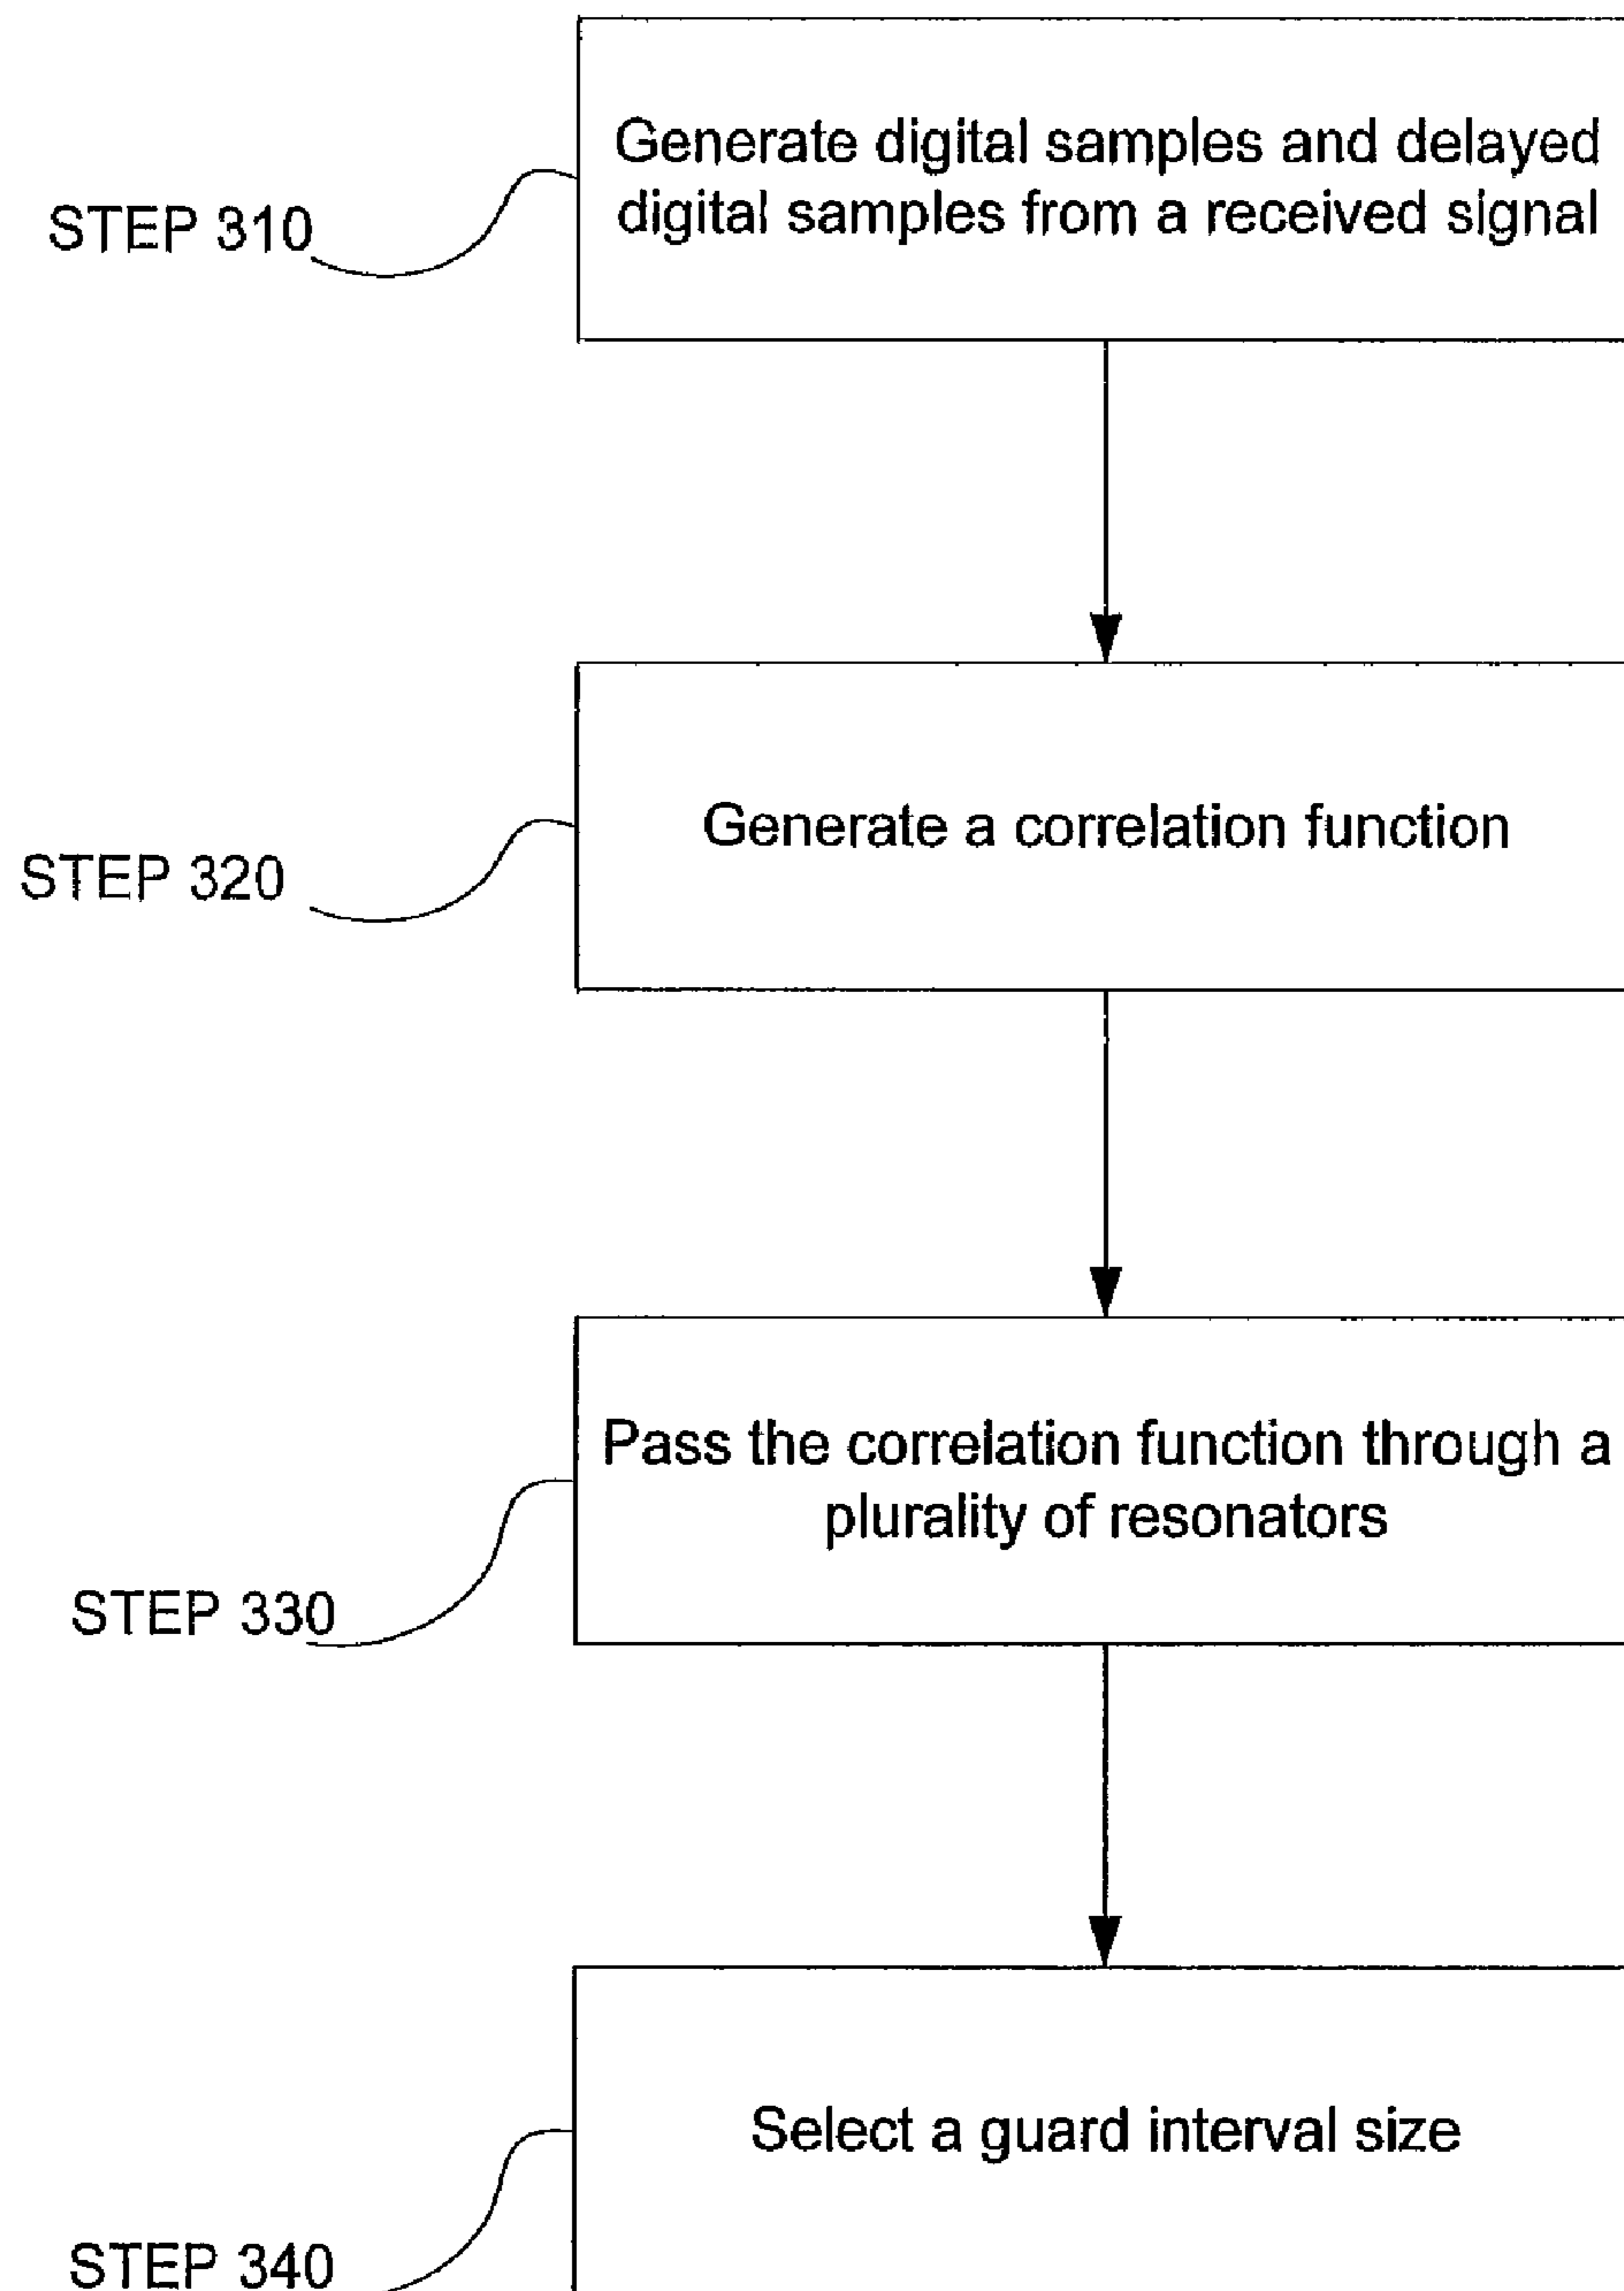 Generate digital samples and delayed
digital samples from a received signal
STEP 310
Generate a correlation function
STEP 320
Pass the correlation function through a
plurality of resonators
STEP 330
Select a guard interval size
STEP 340